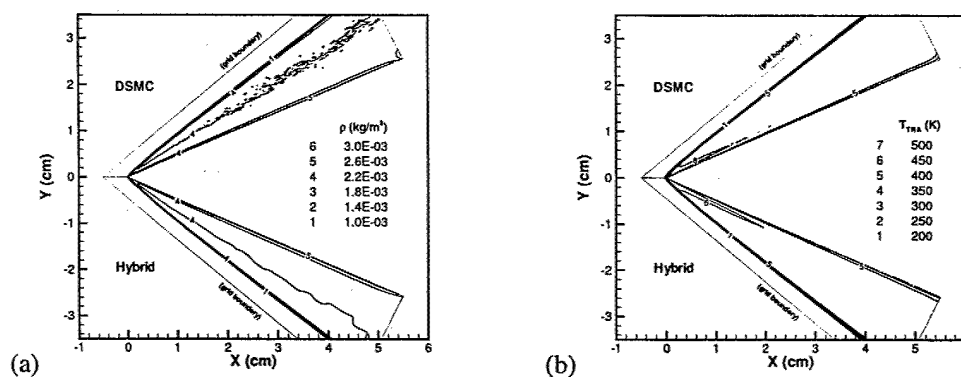 3
2
1
0
-1
-2
-3
Y (cm)
DSMC
Hybrid
(grid boundary)
(grid boundary)
ρ (kg/m³)
6 3.0E-03
5 2.6E-03
4 2.2E-03
3 1.8E-03
2 1.4E-03
1 1.0E-03
-1 0 1 2 3 4 5 6
X (cm)
(a)
3
2
1
0
-1
-2
-3
Y (cm)
DSMC
Hybrid
(grid boundary)
(grid boundary)
T_TRA (K)
7 500
6 450
5 400
4 350
3 300
2 250
1 200
-1 0 1 2 3 4 5
X (cm)
(b)